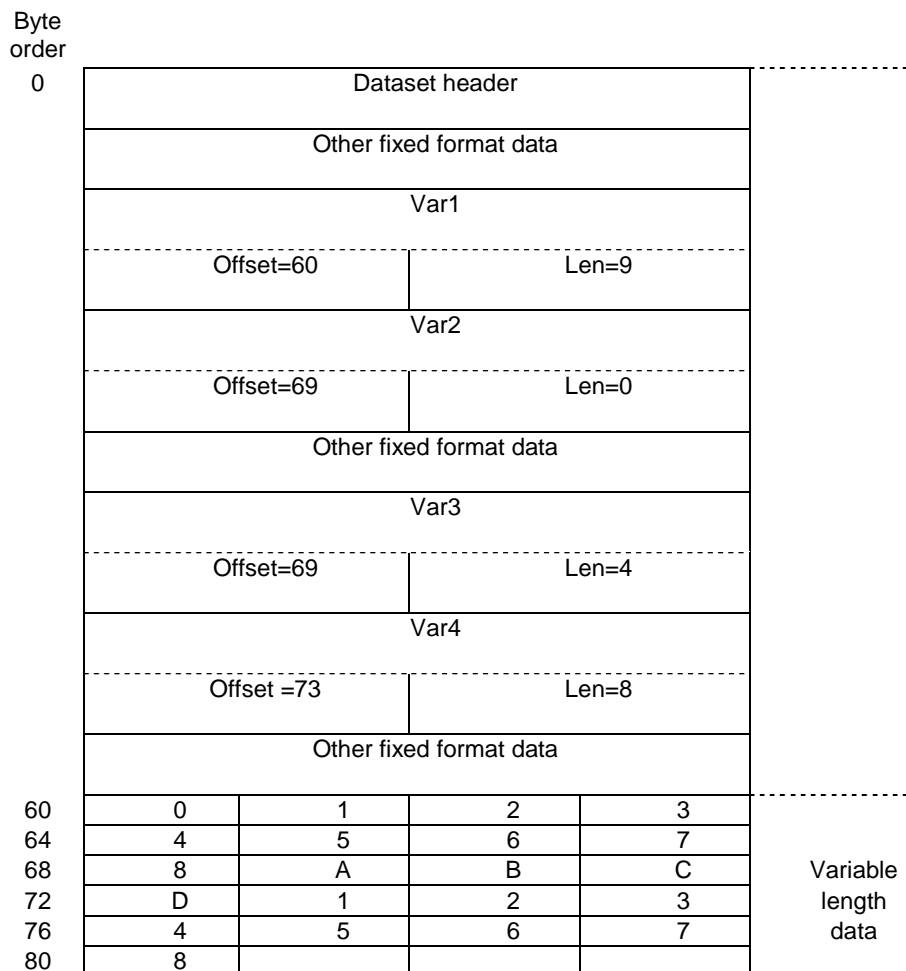 Byte
order
0 Dataset header
Other fixed format data
Var1
Offset=60 Len=9
Var2
Offset=69 Len=0
Other fixed format data
Var3
Offset=69 Len=4
Var4
Offset =73 Len=8
Other fixed format data
60 0 1 2 3
64 4 5 6 7
68 8 A B C Variable
72 D 1 2 3 length
76 4 5 6 7 data
80 8